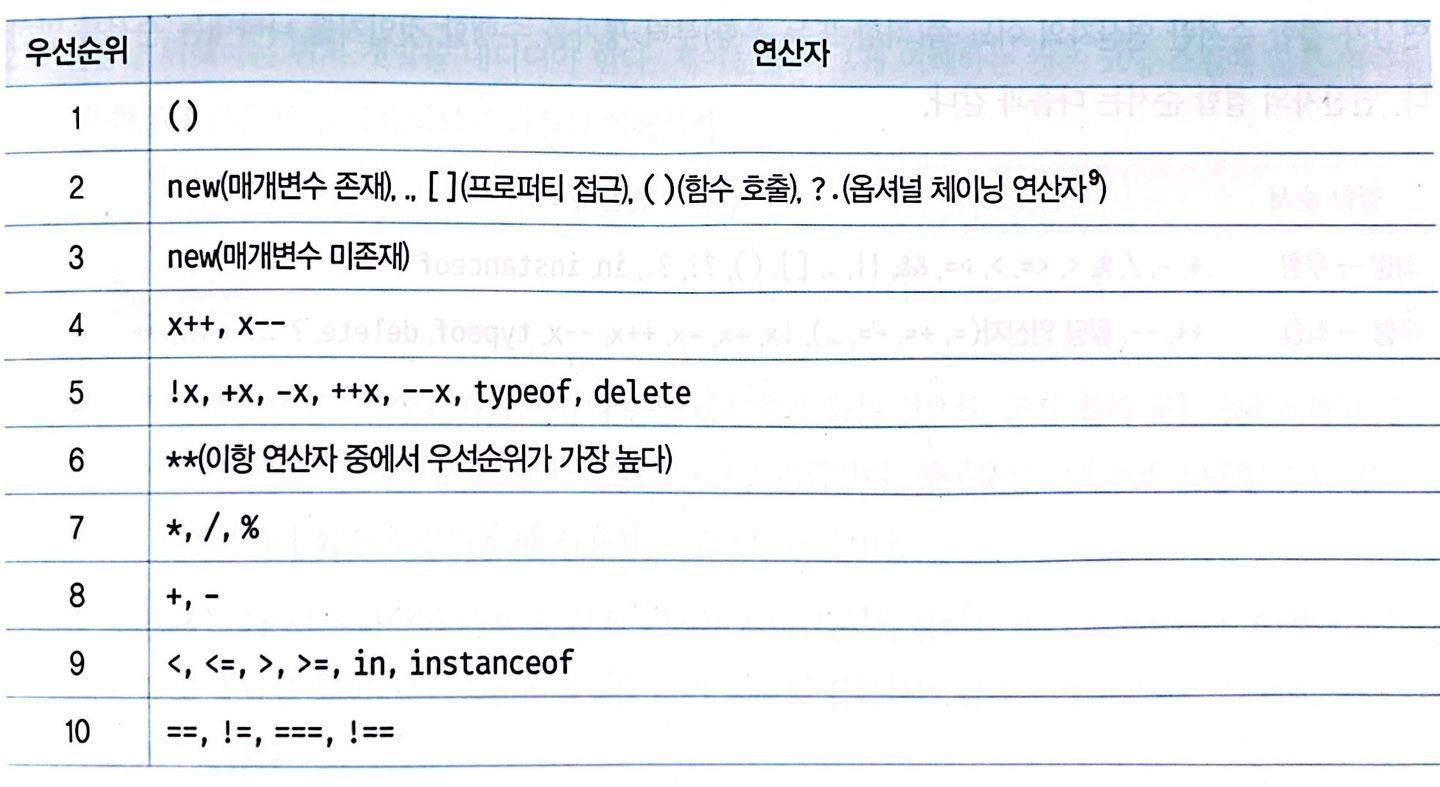 우선순위 연산자
1 ()
2 new(매개변수 존재), ., [](프로퍼티 접근), ()(함수 호출), ?.(옵셔널 체이닝 연산자9)
3 new(매개변수 미존재)
4 x++, x--
5 !x, +x, -x, ++x, --x, typeof, delete
6 **(이항 연산자 중에서 우선순위가 가장 높다)
7 *, /, %
8 +, -
9 <, <=, >, >=, in, instanceof
10 ==, !=, ===, !==